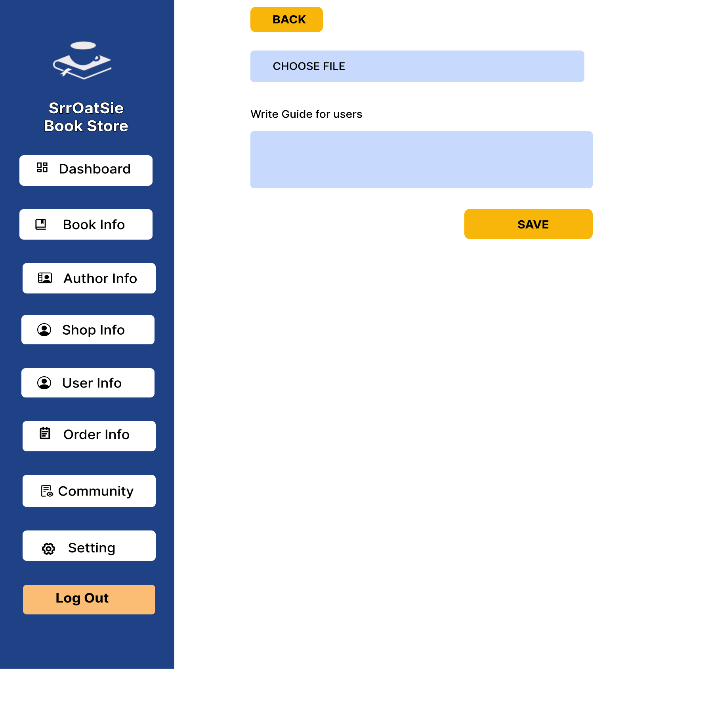 SrrOatSie
Book Store
Dashboard
Book Info
Author Info
Shop Info
User Info
Order Info
Community
Setting
Log Out
BACK
CHOOSE FILE
Write Guide for users
SAVE